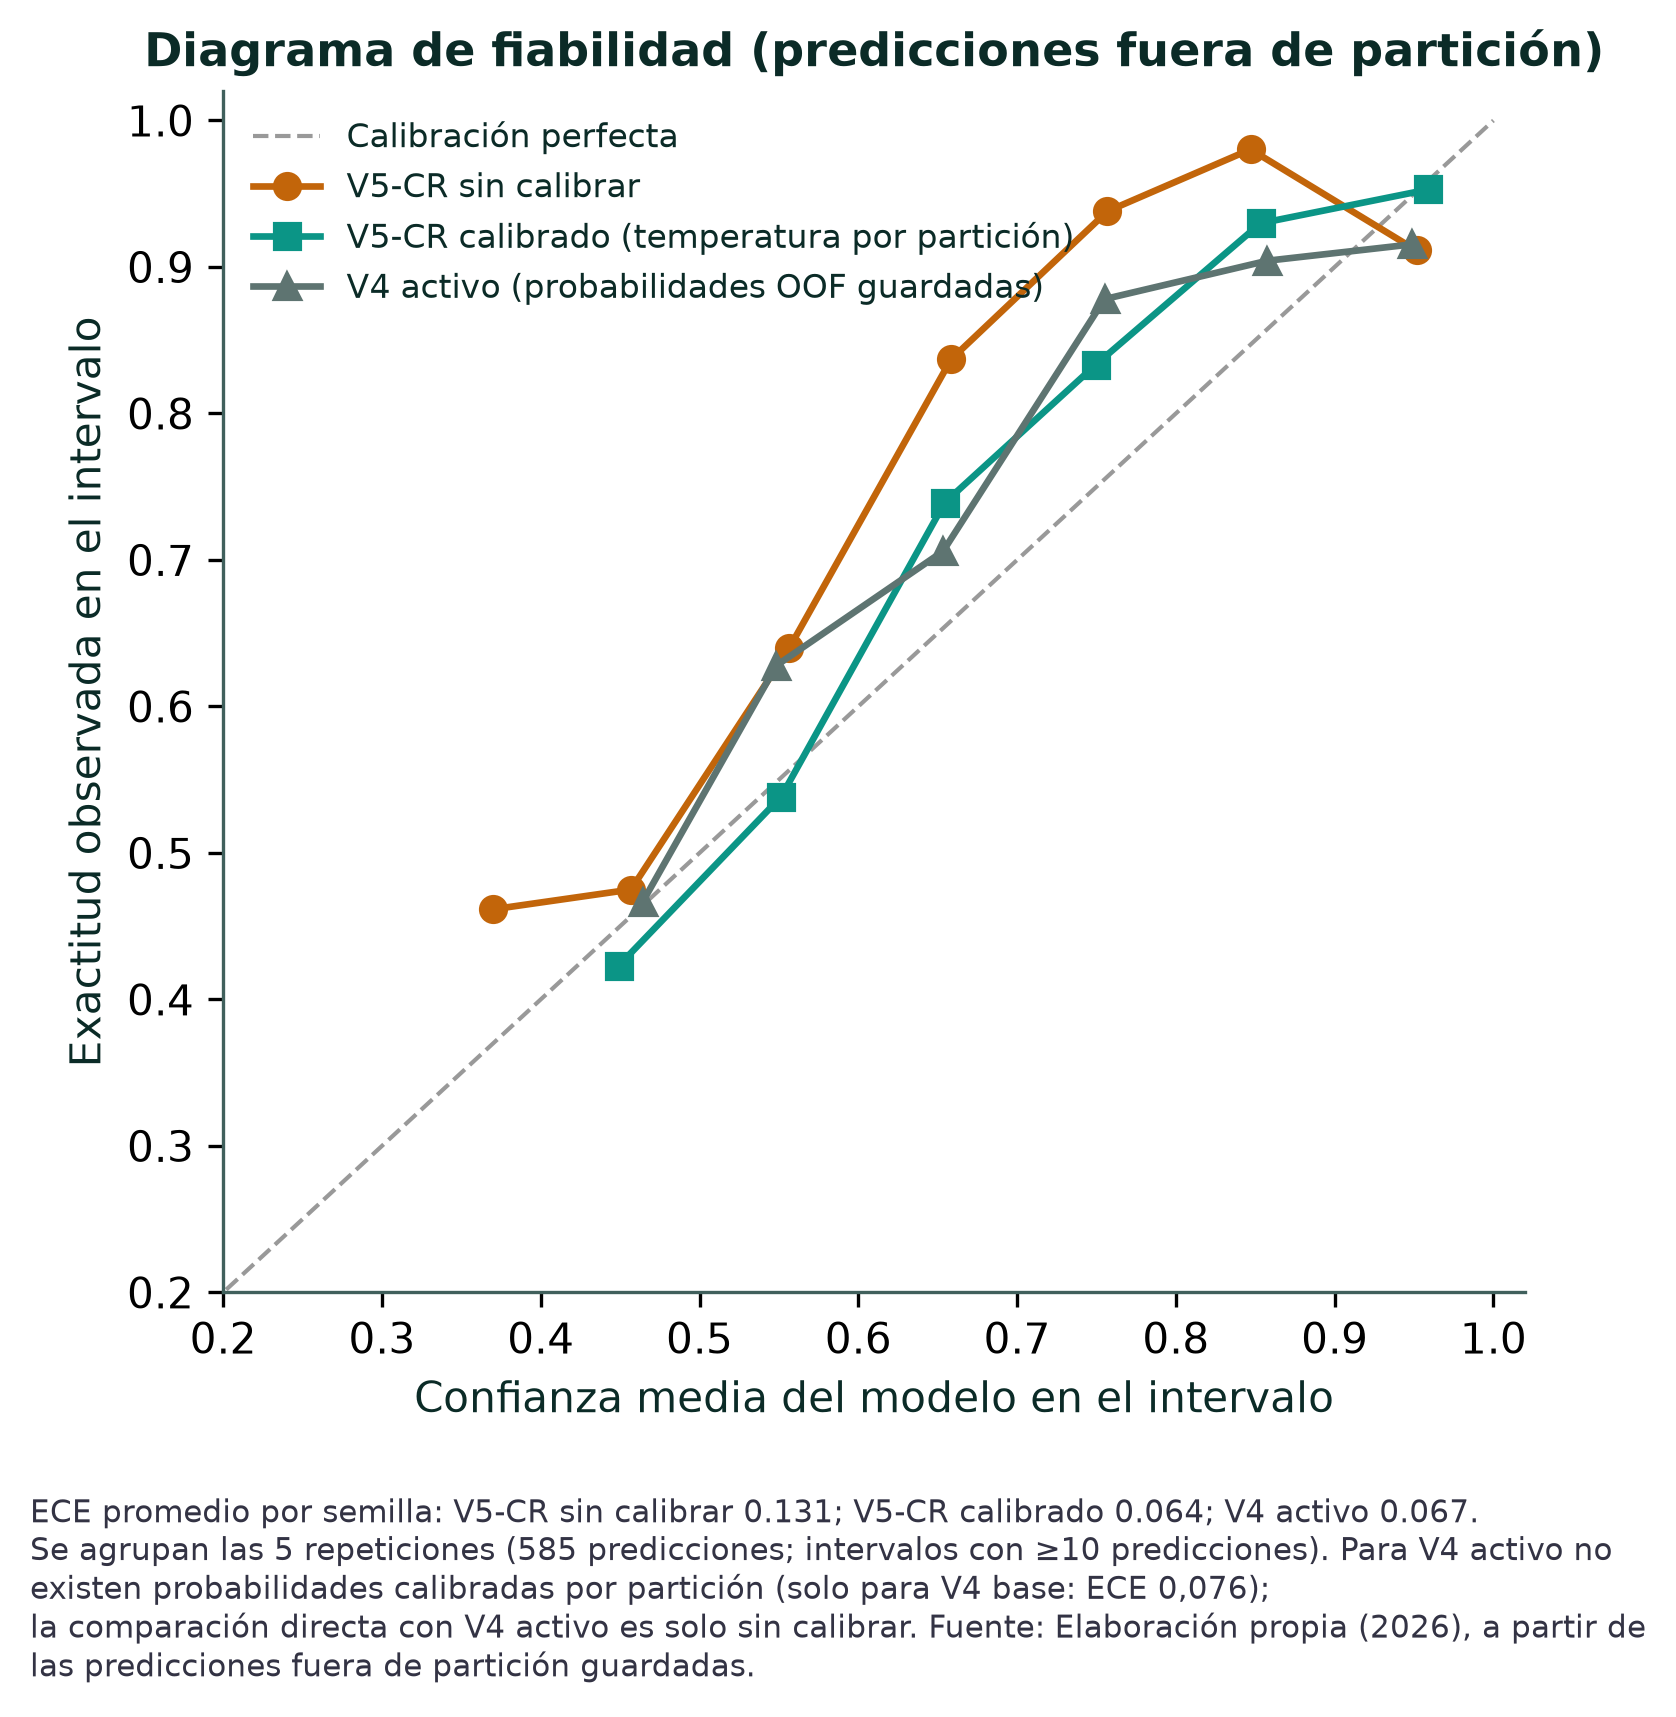 Diagrama de fiabilidad (predicciones fuera de partición)
Calibración perfecta
V5-CR sin calibrar
V5-CR calibrado (temperatura por partición)
V4 activo (probabilidades OOF guardadas)
Exactitud observada en el intervalo
1.0
0.9
0.8
0.7
0.6
0.5
0.4
0.3
0.2
0.2 0.3 0.4 0.5 0.6 0.7 0.8 0.9 1.0
Confianza media del modelo en el intervalo
ECE promedio por semilla: V5-CR sin calibrar 0.131; V5-CR calibrado 0.064; V4 activo 0.067.
Se agrupan las 5 repeticiones (585 predicciones; intervalos con ≥10 predicciones). Para V4 activo no
existen probabilidades calibradas por partición (solo para V4 base: ECE 0,076);
la comparación directa con V4 activo es solo sin calibrar. Fuente: Elaboración propia (2026), a partir de
las predicciones fuera de partición guardadas.